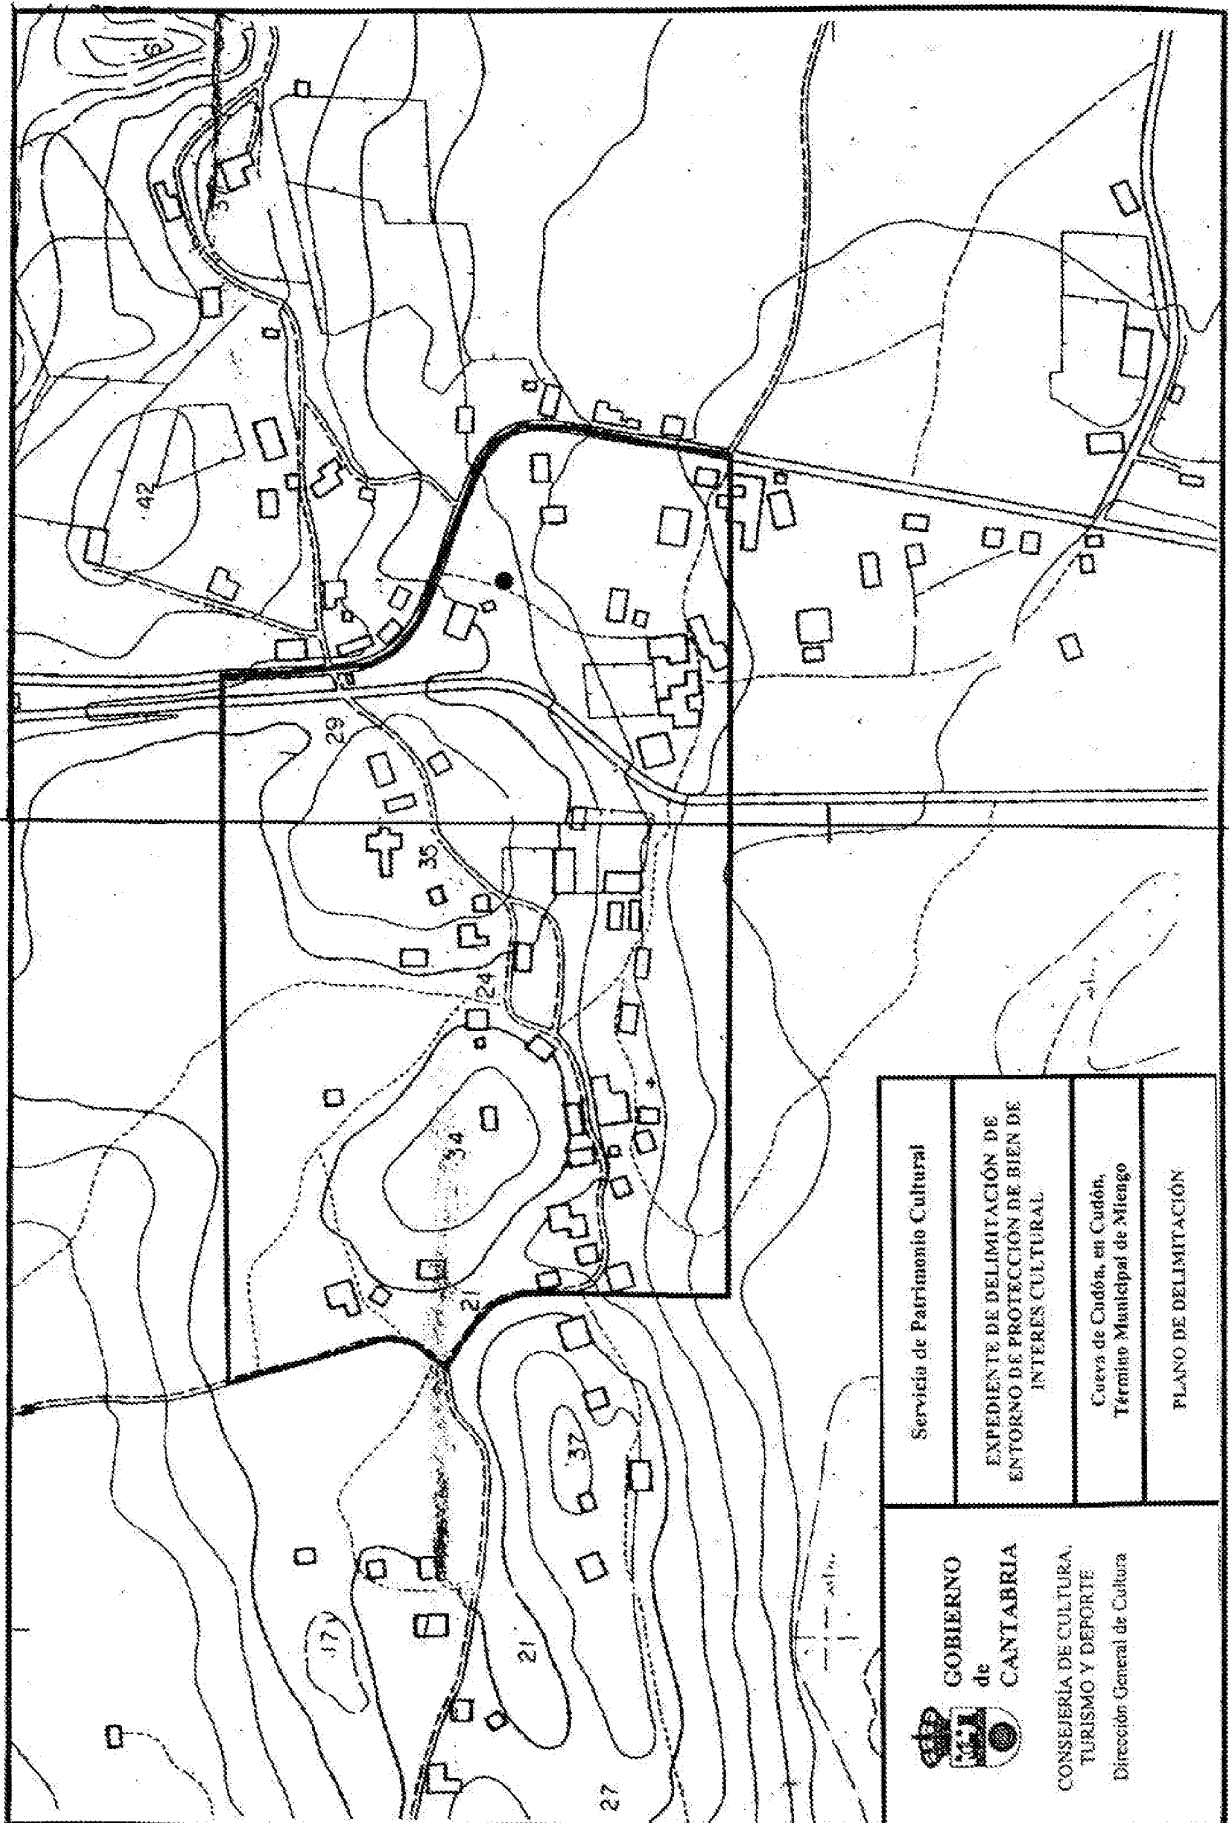 Servicio de Patrimonio Cultural
EXPEDIENTE DE DELIMITACIÓN DE
ENTORNO DE PROTECCIÓN DE BIEN DE
INTERES CULTURAL
Cueva de Cudón, en Cudón,
Término Municipal de Miengo
PLANO DE DELIMITACIÓN
GOBIERNO
de
CANTABRIA
CONSEJERÍA DE CULTURA,
TURISMO Y DEPORTE
Dirección General de Cultura
42
29
35
24
34
21
37
17
21
27